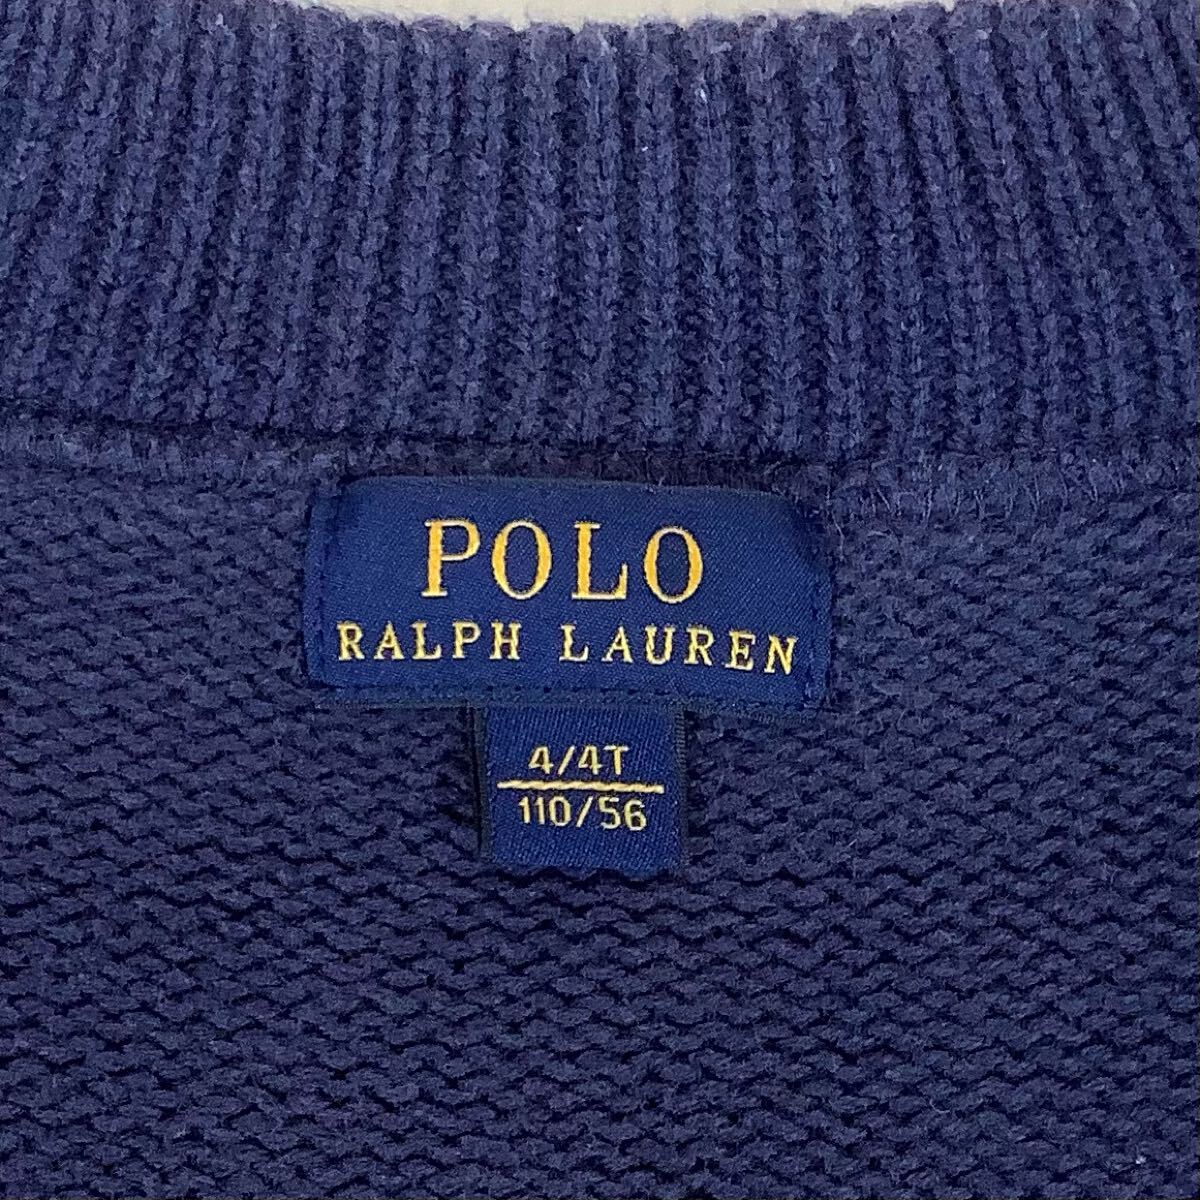 POLO
RALPH LAUREN
4/4T
110/56